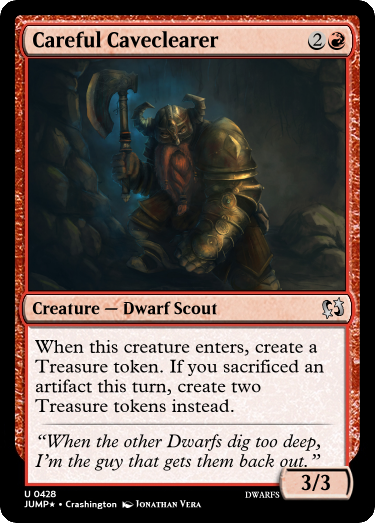 Careful Caveclearer 2
Creature — Dwarf Scout
When this creature enters, create a
Treasure token. If you sacrificed an
artifact this turn, create two
Treasure tokens instead.
“When the other Dwarfs dig too deep,
I’m the guy that gets them back out.”
3/3
U 0428
JUMP★ • Crashington Jonathan Vera
DWARFS